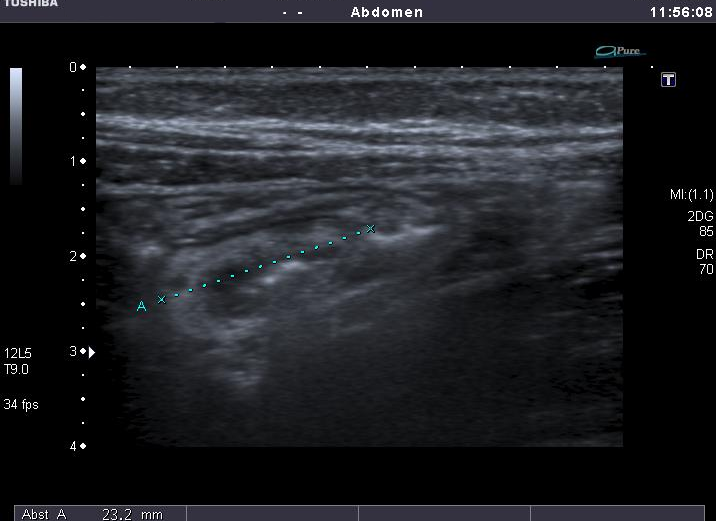 TOSHIBA
- - Abdomen 11:56:08
aPure
T
0
1
2
3
4
A
MI:(1.1)
2DG
85
DR
70
12L5
T9.0
34 fps
Abst A 23.2 mm